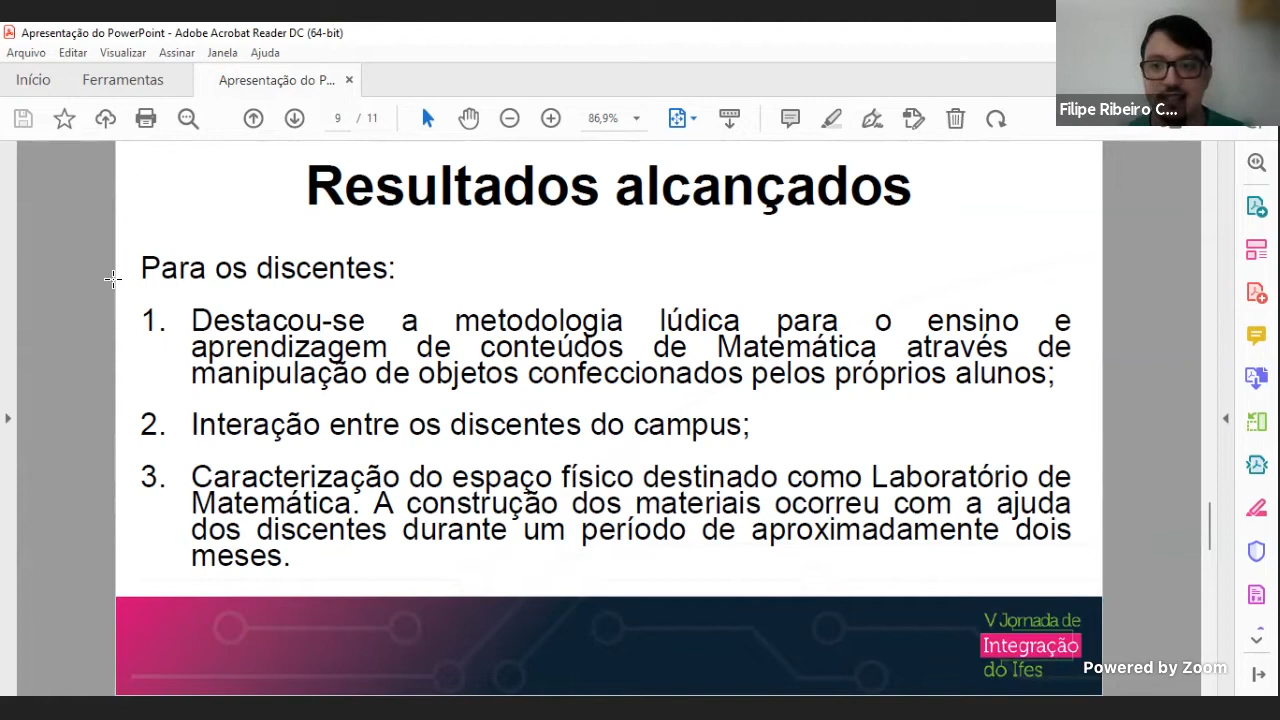 Apresentação do PowerPoint - Adobe Acrobat Reader DC (64-bit)
Arquivo Editar Visualizar Assinar Janela Ajuda
Início Ferramentas Apresentação do P... ×
9 / 11 86,9%
Filipe Ribeiro C...
Resultados alcançados
Para os discentes:
1. Destacou-se a metodologia lúdica para o ensino e
aprendizagem de conteúdos de Matemática através de
manipulação de objetos confeccionados pelos próprios alunos;
2. Interação entre os discentes do campus;
3. Caracterização do espaço físico destinado como Laboratório de
Matemática. A construção dos materiais ocorreu com a ajuda
dos discentes durante um período de aproximadamente dois
meses.
V Jornada de
Integração
do Ifes
Powered by Zoom